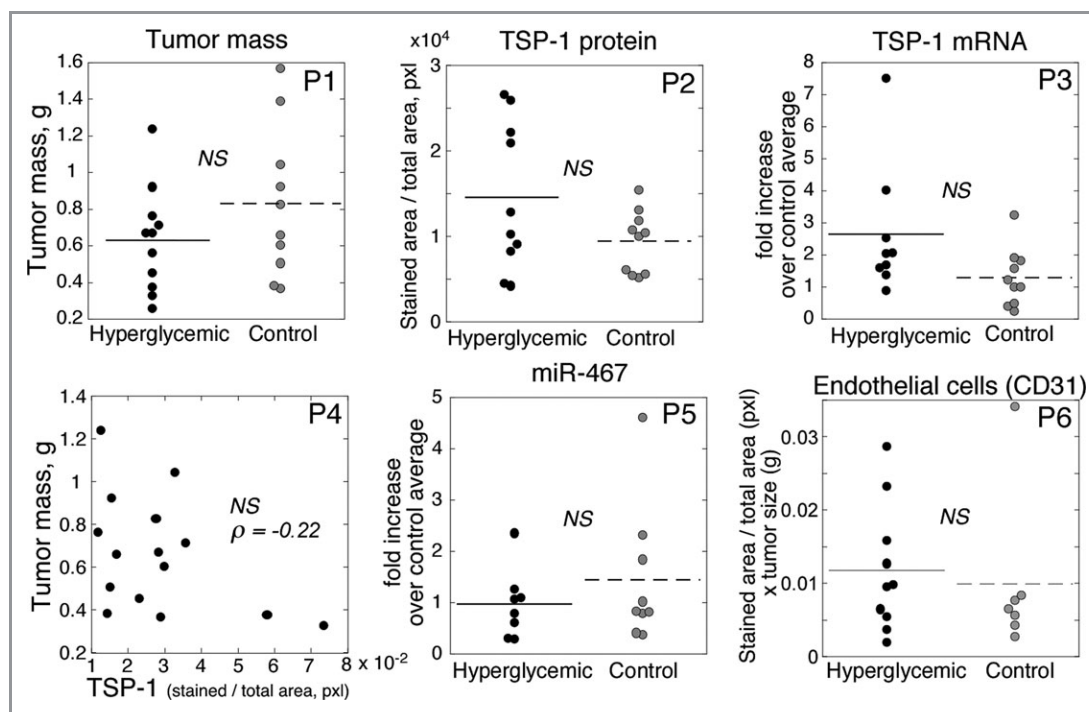 Tumor mass
P1
Tumor mass, g
1.6
1.4
1.2
1
0.8
0.6
0.4
0.2
NS
Hyperglycemic Control
TSP-1 protein
x10⁴
P2
Stained area / total area, pxl
30
20
10
0
NS
Hyperglycemic Control
TSP-1 mRNA
P3
fold increase
over control average
8
7
6
5
4
3
2
1
0
NS
Hyperglycemic Control
P4
Tumor mass, g
1.4
1.2
1
0.8
0.6
0.4
0.2
NS
ρ = -0.22
1 2 3 4 5 6 7 8 x 10⁻²
TSP-1 (stained / total area, pxl)
miR-467
P5
fold increase
over control average
5
4
3
2
1
0
NS
Hyperglycemic Control
Endothelial cells (CD31)
P6
Stained area / total area (pxl)
x tumor size (g)
0.03
0.02
0.01
0
NS
Hyperglycemic Control